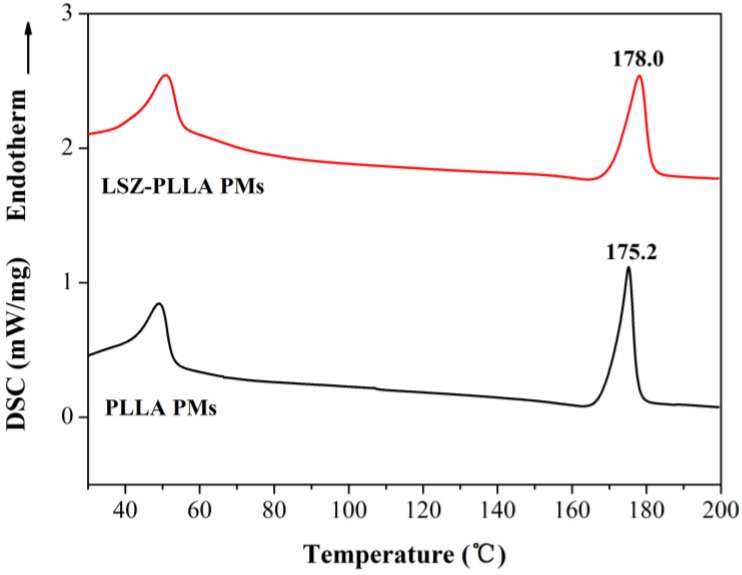 3
2
1
0
DSC (mW/mg) Endotherm
178.0
LSZ-PLLA PMs
175.2
PLLA PMs
40 60 80 100 120 140 160 180 200
Temperature (℃)